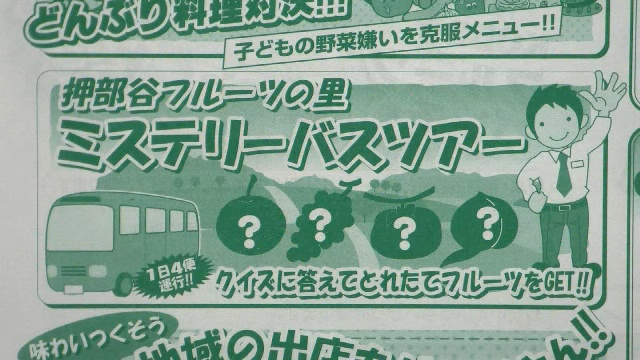 どんぶり料理対決!!!
子どもの野菜嫌いを克服メニュー!!
押部谷フルーツの里
ミステリーバスツアー
? ? ? ?
1日4便
運行!!
クイズに答えてとれたてフルーツをGET!!
味わいつくそう
地域の出店も
!!